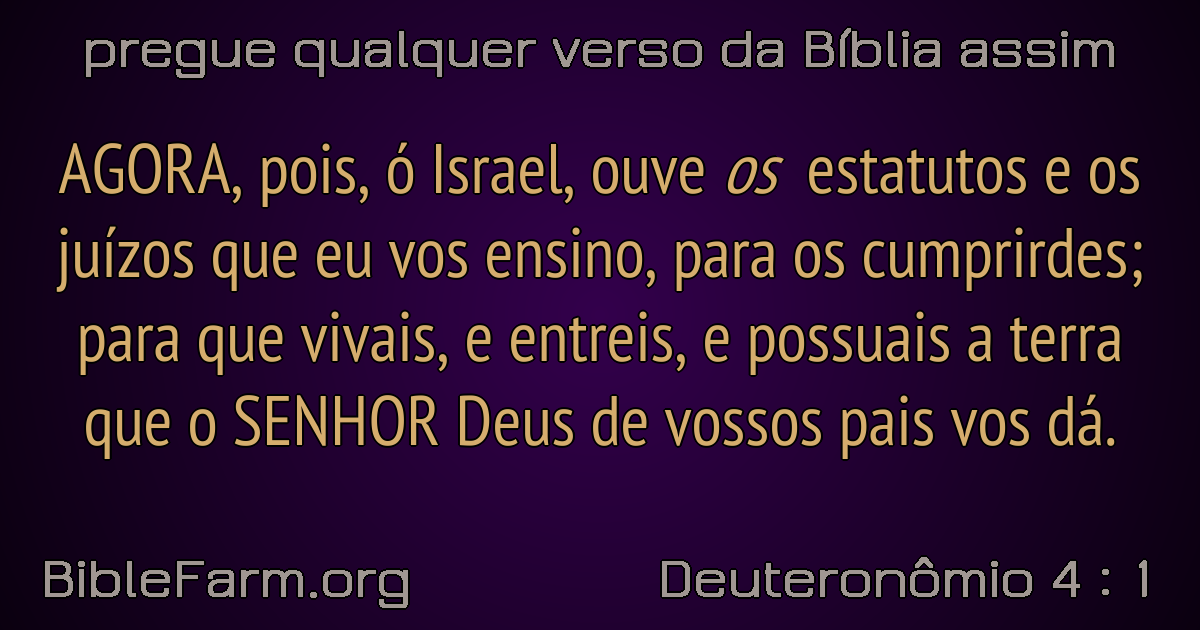 pregue qualquer verso da Bíblia assim
AGORA, pois, ó Israel, ouve os estatutos e os
juízos que eu vos ensino, para os cumprirdes;
para que vivais, e entreis, e possuais a terra
que o SENHOR Deus de vossos pais vos dá.
BibleFarm.org
Deuteronômio 4 : 1